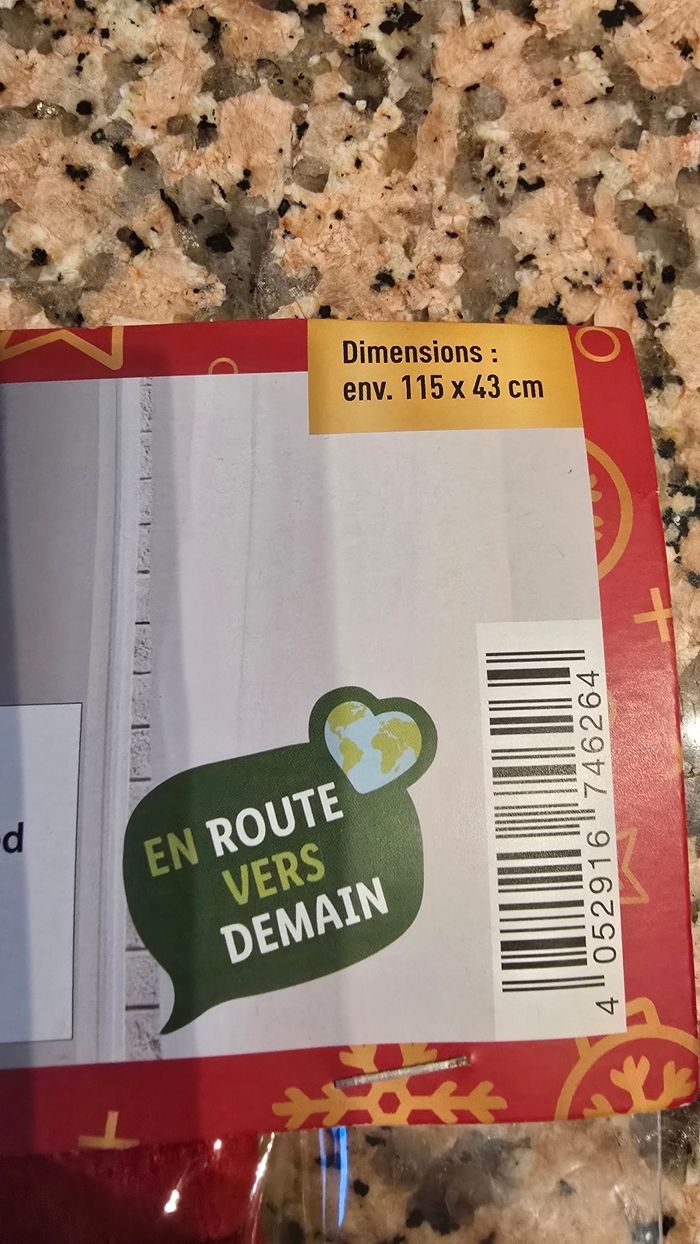 Dimensions :
env. 115 x 43 cm
EN ROUTE
VERS
DEMAIN
4 052916 746264